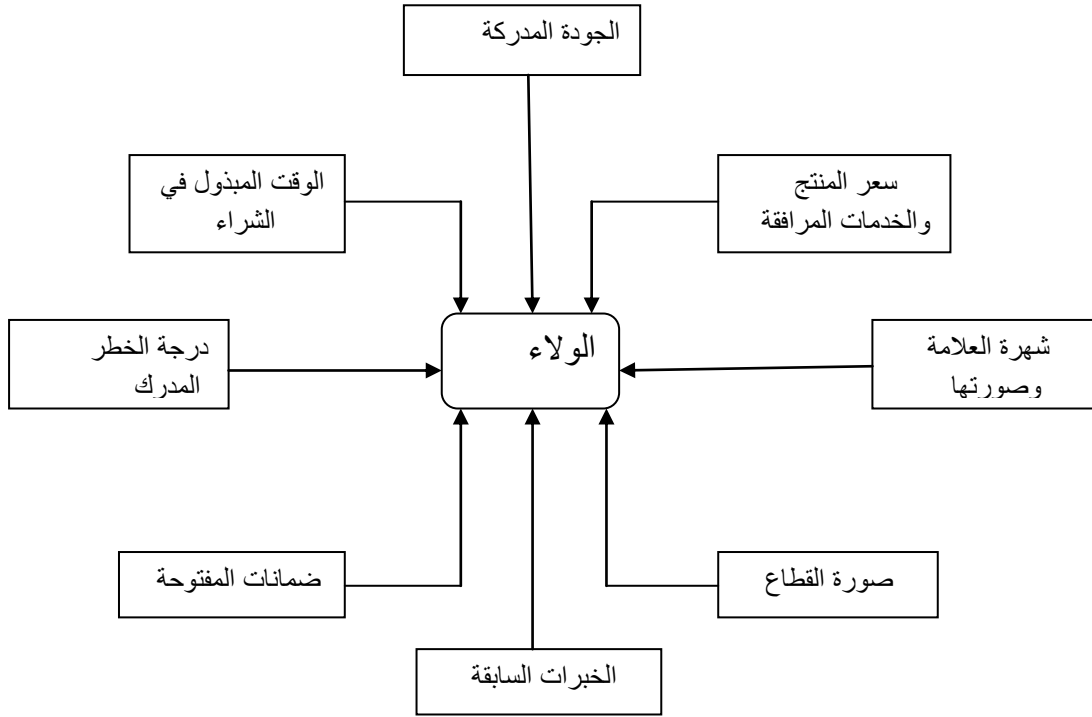 الجودة المدركة
سعر المنتج
والخدمات المرافقة
الوقت المبذول في
الشراء
الولاء
شهرة العلامة
وصورتها
درجة الخطر
المدرك
صورة القطاع
ضمانات المفتوحة
الخبرات السابقة